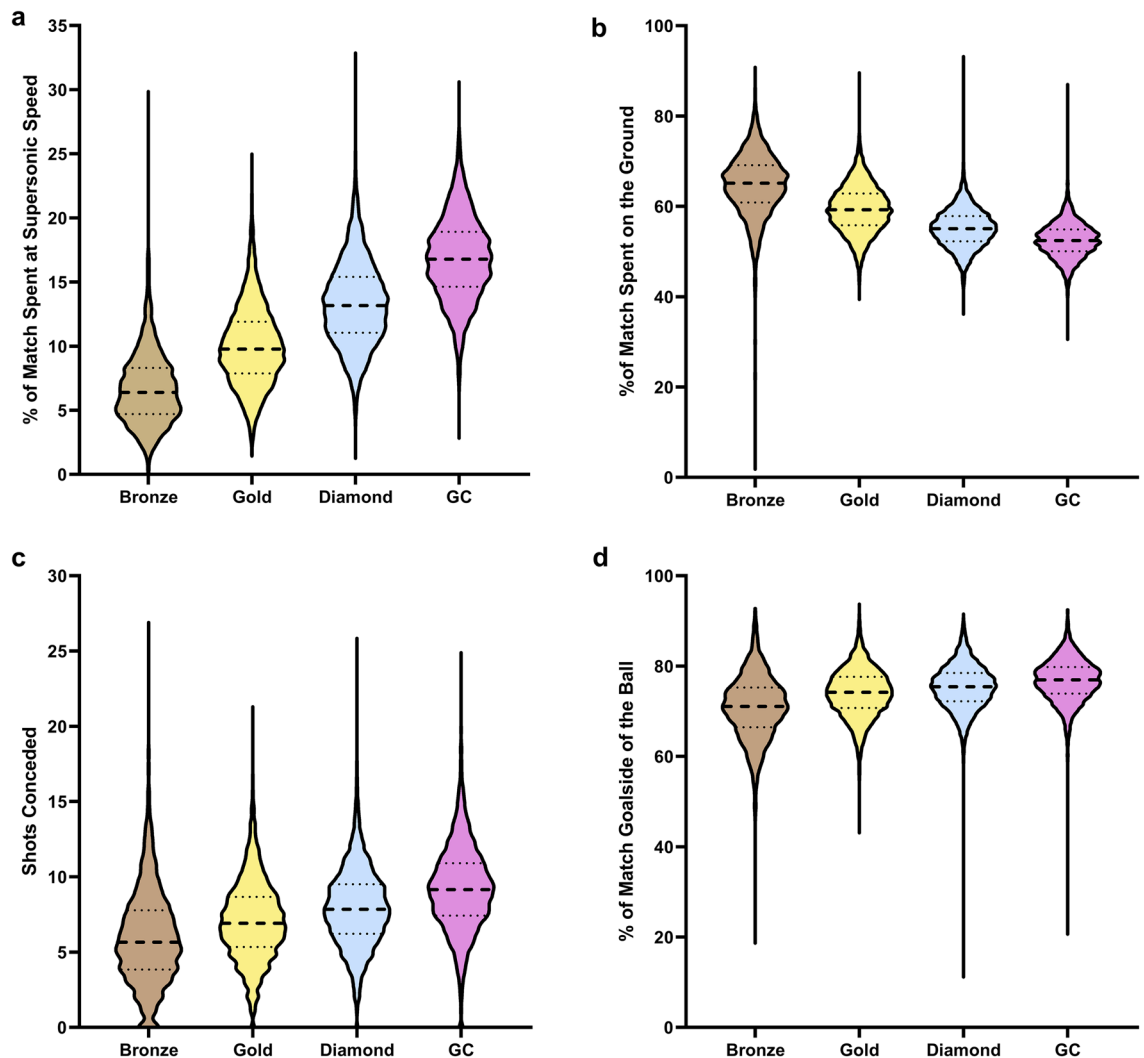 a
% of Match Spent at Supersonic Speed
35
30
25
20
15
10
5
0
Bronze Gold Diamond GC
b
%of Match Spent on the Ground
100
80
60
40
20
0
Bronze Gold Diamond GC
c
Shots Conceded
30
25
20
15
10
5
0
Bronze Gold Diamond GC
d
% of Match Goalside of the Ball
100
80
60
40
20
0
Bronze Gold Diamond GC